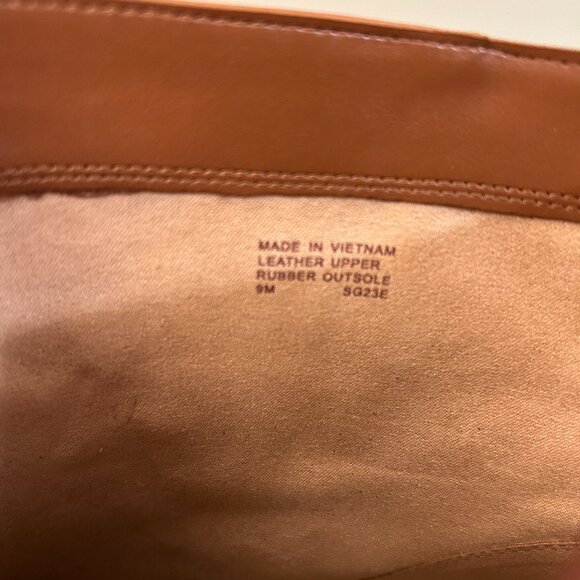 MADE IN VIETNAM
LEATHER UPPER
RUBBER OUTSOLE
9M SG23E